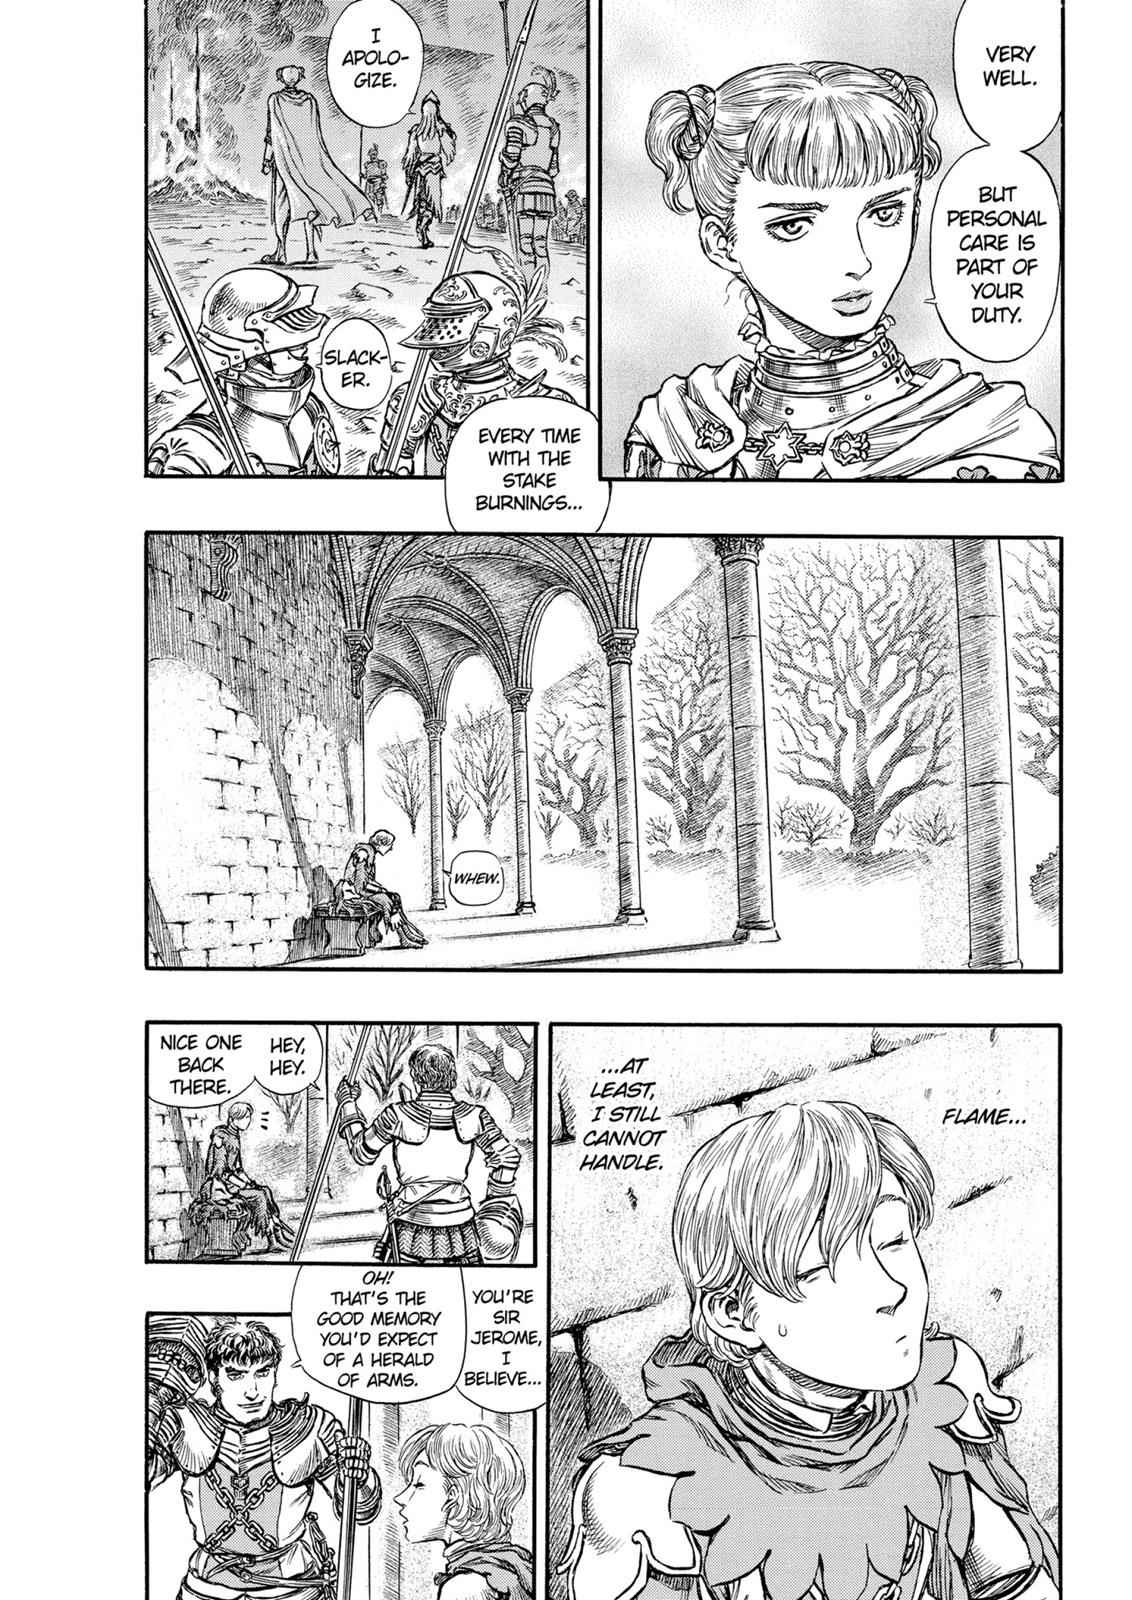 VERY
WELL.
BUT
PERSONAL
CARE IS
PART OF
YOUR
DUTY.
I
APOLO-
GIZE.
SLACK-
ER.
EVERY TIME
WITH THE
STAKE
BURNINGS...
WHEW.
FLAME...
...AT
LEAST,
I STILL
CANNOT
HANDLE.
HEY,
HEY.
NICE ONE
BACK
THERE.
YOU'RE
SIR
JEROME,
I
BELIEVE...
OH!
THAT'S THE
GOOD MEMORY
YOU'D EXPECT
OF A HERALD
OF ARMS.